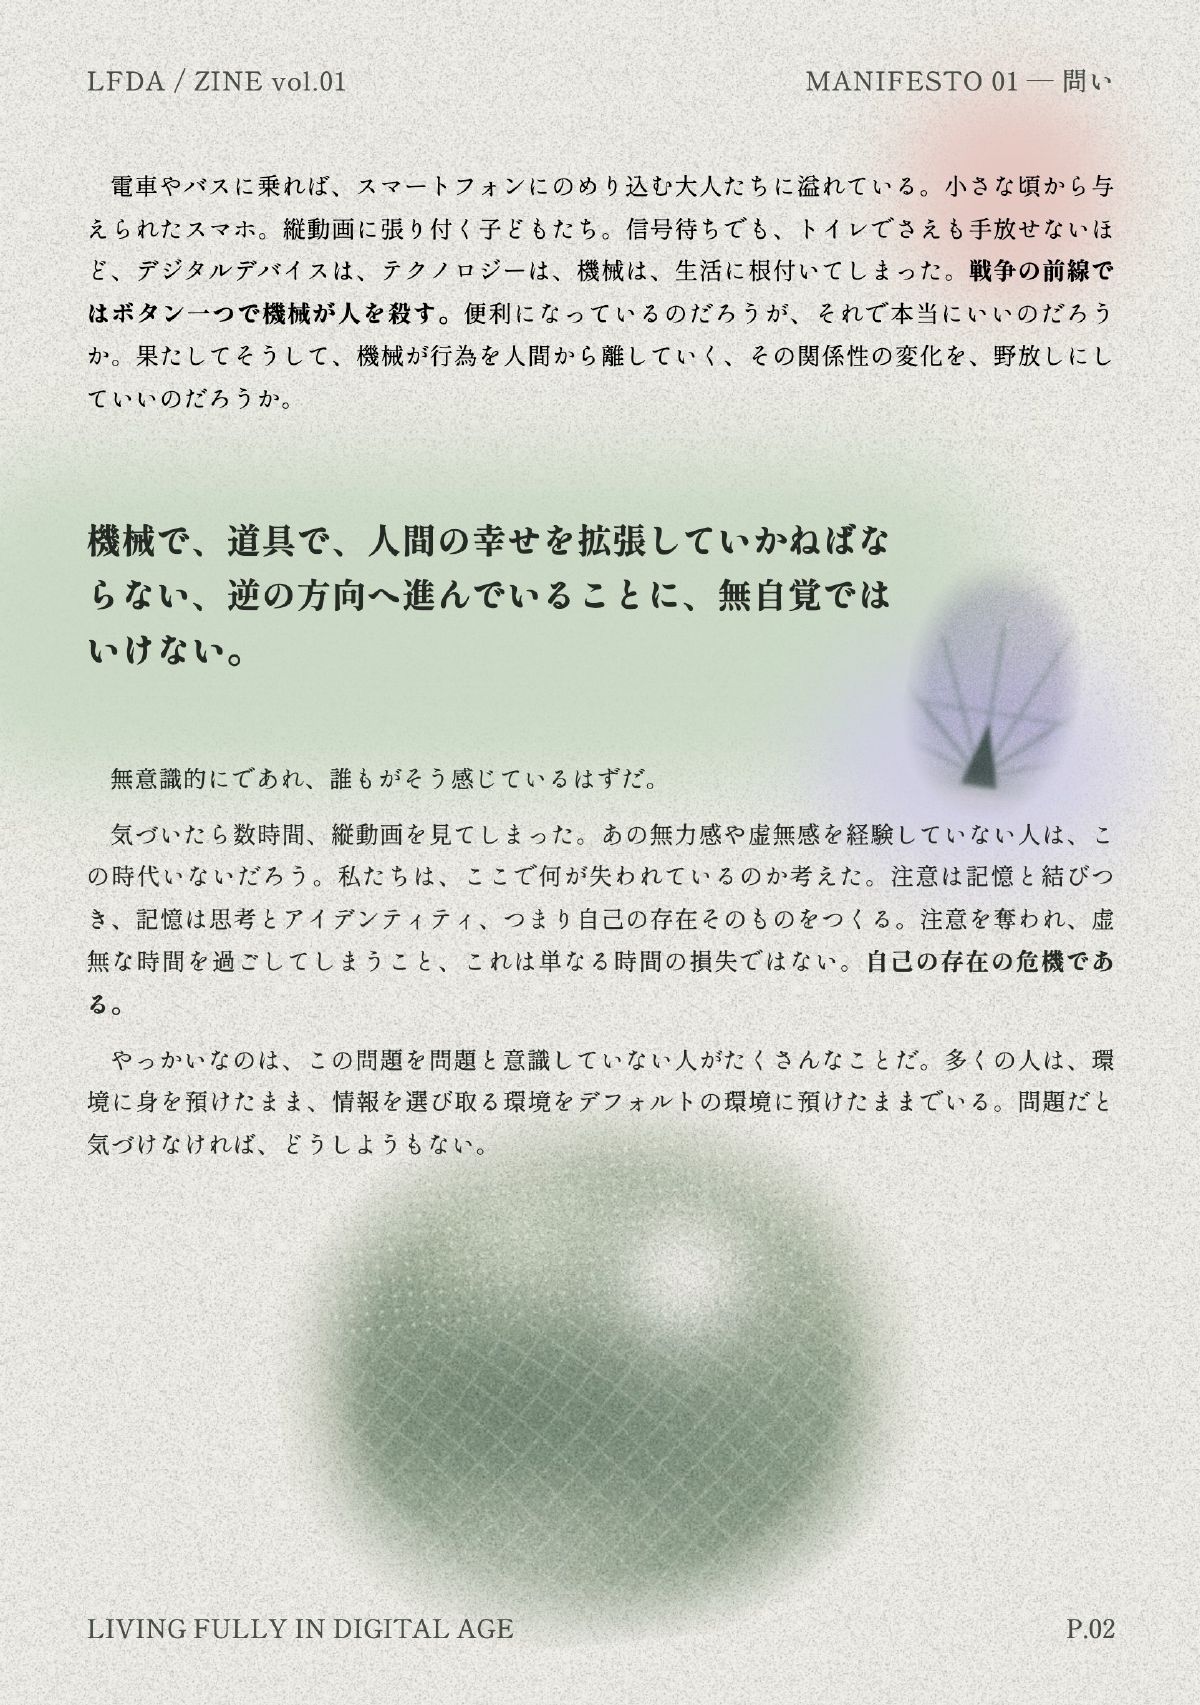 LFDA / ZINE vol.01
MANIFESTO 01 — 問い
電車やバスに乗れば、スマートフォンにのめり込む大人たちに溢れている。小さな頃から与
えられたスマホ。縦動画に張り付く子どもたち。信号待ちでも、トイレでさえも手放せないほ
ど、デジタルデバイスは、テクノロジーは、機械は、生活に根付いてしまった。戦争の前線で
はボタン一つで機械が人を殺す。便利になっているのだろうが、それで本当にいいのだろう
か。果たしてそうして、機械が行為を人間から離していく、その関係性の変化を、野放しにし
ていいのだろうか。
機械で、道具で、人間の幸せを拡張していかねばな
らない、逆の方向へ進んでいることに、無自覚では
いけない。
無意識的にであれ、誰もがそう感じているはずだ。
気づいたら数時間、縦動画を見てしまった。あの無力感や虚無感を経験していない人は、こ
の時代いないだろう。私たちは、ここで何が失われているのか考えた。注意は記憶と結びつ
き、記憶は思考とアイデンティティ、つまり自己の存在そのものをつくる。注意を奪われ、虚
無な時間を過ごしてしまうこと、これは単なる時間の損失ではない。自己の存在の危機であ
る。
やっかいなのは、この問題を問題と意識していない人がたくさんなことだ。多くの人は、環
境に身を預けたまま、情報を選び取る環境をデフォルトの環境に預けたままでいる。問題だと
気づけなければ、どうしようもない。
LIVING FULLY IN DIGITAL AGE
P.02